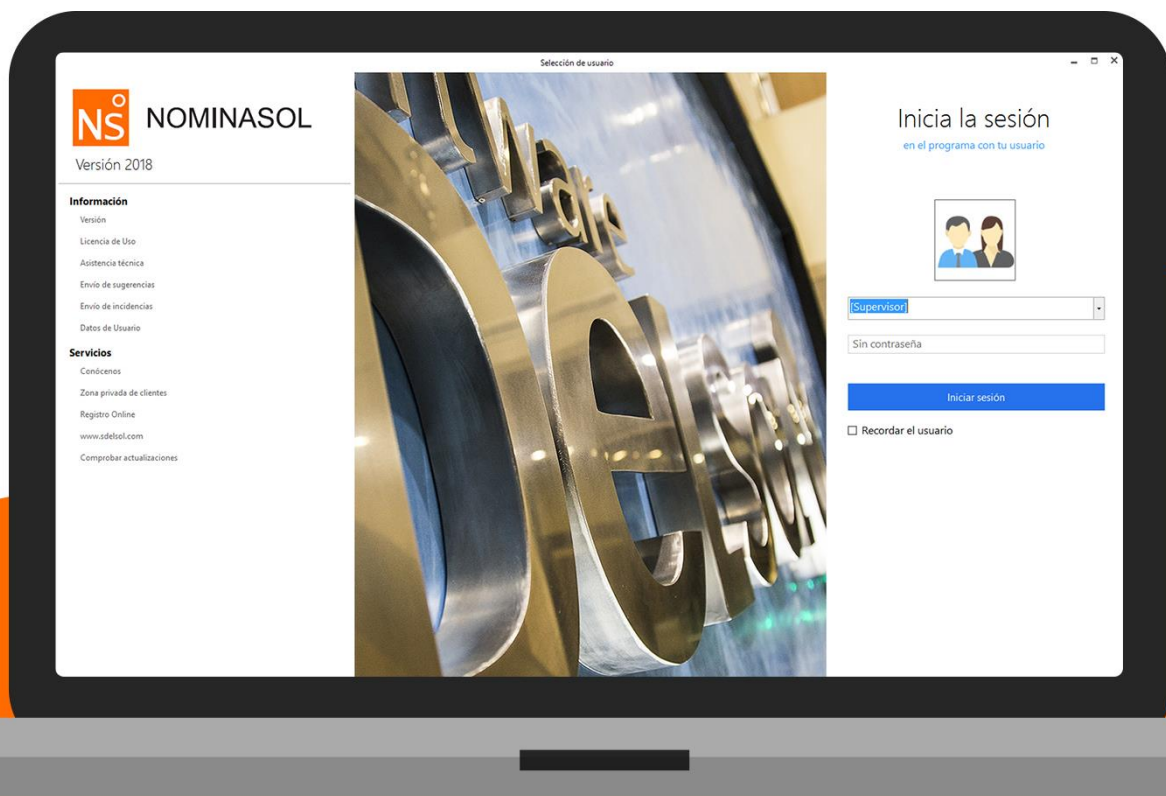 Selección de usuario
NS
NOMINASOL
Versión 2018
Información
Versión
Licencia de Uso
Asistencia técnica
Envío de sugerencias
Envío de incidencias
Datos de Usuario
Servicios
Conócenos
Zona privada de clientes
Registro Online
www.sdelsol.com
Comprobar actualizaciones
ftware
Delsol
Inicia la sesión
en el programa con tu usuario
[Supervisor]
Sin contraseña
Iniciar sesión
Recordar el usuario